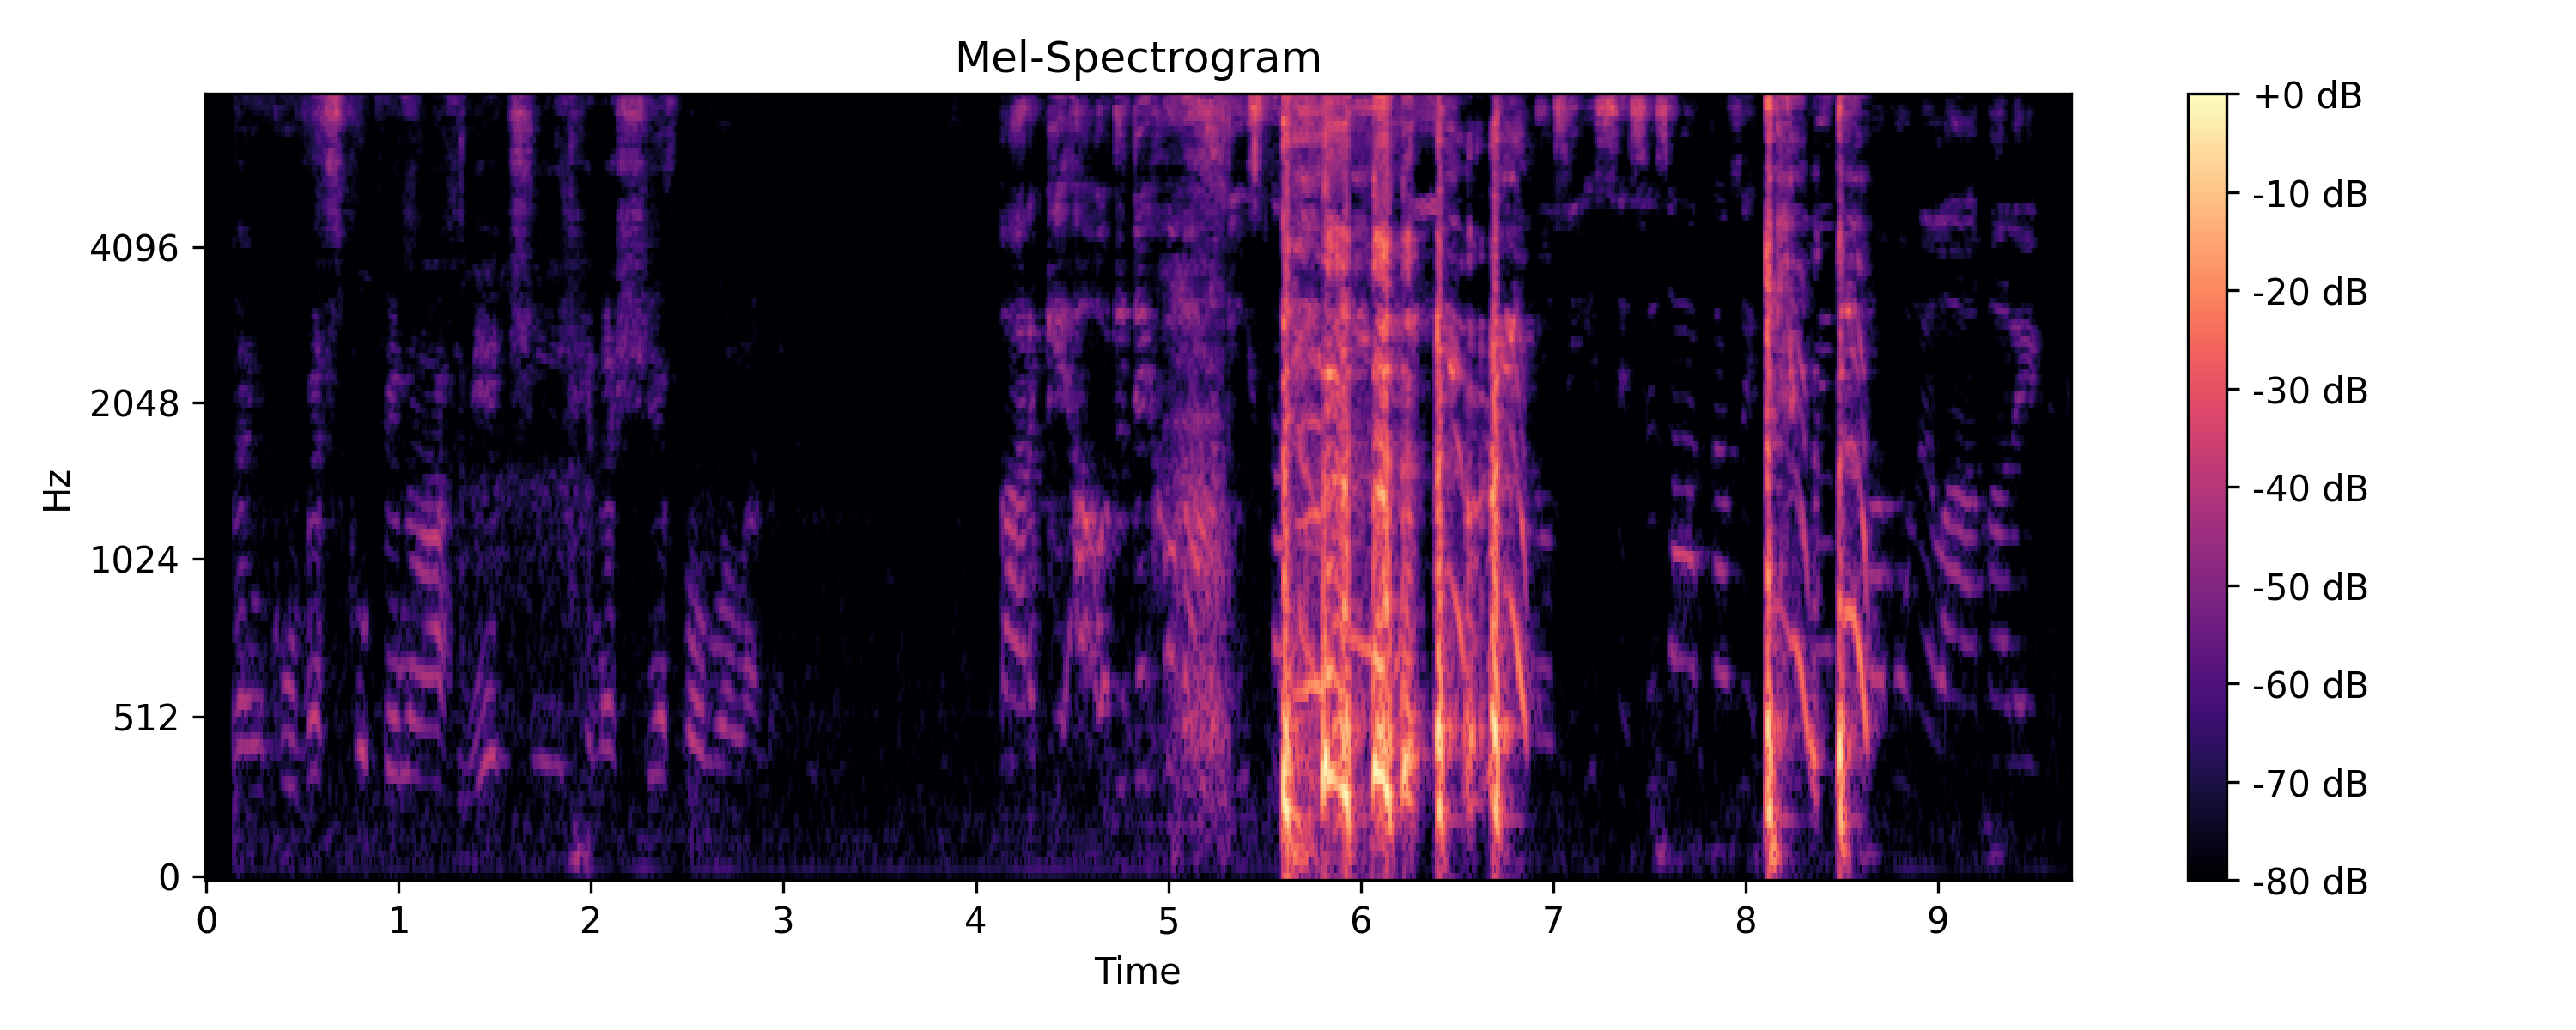 Mel-Spectrogram
+0 dB
-10 dB
-20 dB
-30 dB
-40 dB
-50 dB
-60 dB
-70 dB
-80 dB
Hz
4096
2048
1024
512
0
0 1 2 3 4 5 6 7 8 9
Time